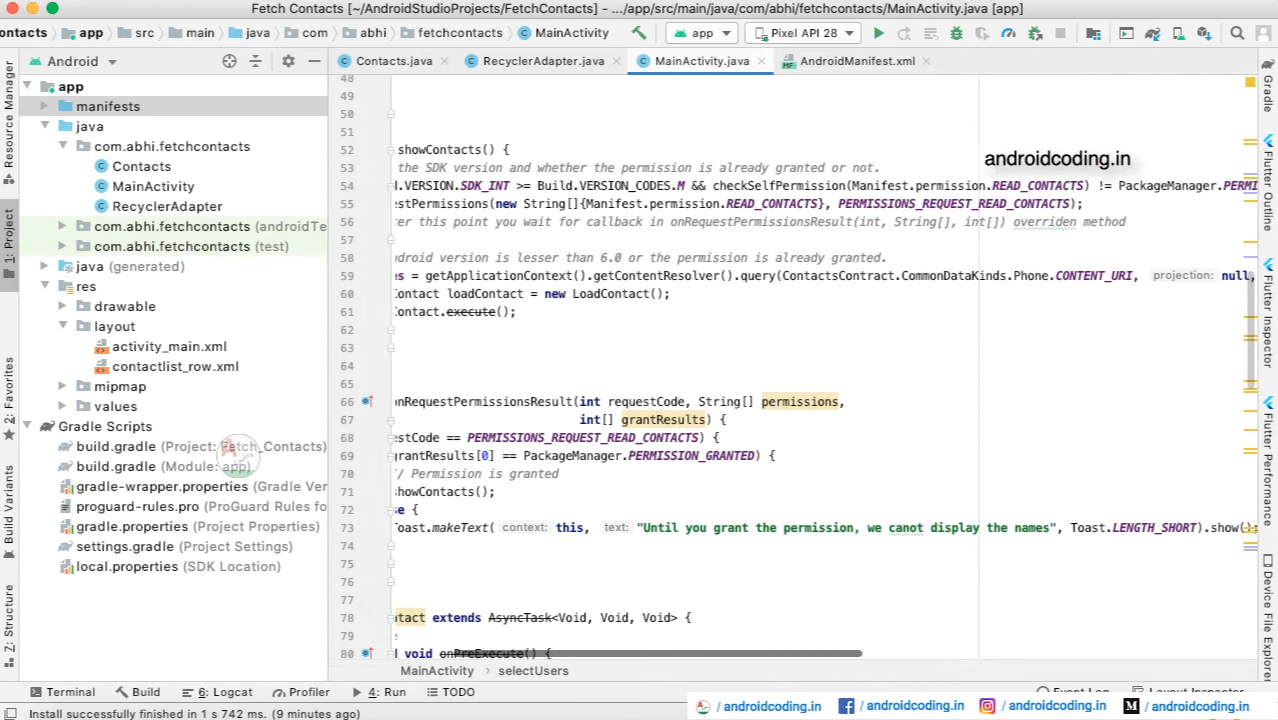 Fetch Contacts [~/AndroidStudioProjects/FetchContacts] - .../app/src/main/java/com/abhi/fetchcontacts/MainActivity.java [app]
ontacts app src main java com abhi fetchcontacts MainActivity app Pixel API 28
Android Contacts.java RecyclerAdapter.java MainActivity.java AndroidManifest.xml
Resource Manager
1: Project
2: Favorites
Build Variants
7: Structure
app
manifests
java
com.abhi.fetchcontacts
Contacts
MainActivity
RecyclerAdapter
com.abhi.fetchcontacts (androidTe
com.abhi.fetchcontacts (test)
java (generated)
res
drawable
layout
activity_main.xml
contactlist_row.xml
mipmap
values
Gradle Scripts
build.gradle (Project: Fetch_Contacts)
build.gradle (Module: app)
gradle-wrapper.properties (Gradle Ver
proguard-rules.pro (ProGuard Rules fo
gradle.properties (Project Properties)
settings.gradle (Project Settings)
local.properties (SDK Location)
48
49
50
51
52 showContacts() {
53 the SDK version and whether the permission is already granted or not.
54 d.VERSION.SDK_INT >= Build.VERSION_CODES.M && checkSelfPermission(Manifest.permission.READ_CONTACTS) != PackageManager.PERMI
55 estPermissions(new String[]{Manifest.permission.READ_CONTACTS}, PERMISSIONS_REQUEST_READ_CONTACTS);
56 ter this point you wait for callback in onRequestPermissionsResult(int, String[], int[]) overriden method
57
58 ndroid version is lesser than 6.0 or the permission is already granted.
59 es = getApplicationContext().getContentResolver().query(ContactsContract.CommonDataKinds.Phone.CONTENT_URI, projection: null,
60 Contact loadContact = new LoadContact();
61 Contact.execute();
62
63
64
65
66 onRequestPermissionsResult(int requestCode, String[] permissions,
67 int[] grantResults) {
68 estCode == PERMISSIONS_REQUEST_READ_CONTACTS) {
69 grantResults[0] == PackageManager.PERMISSION_GRANTED) {
70 // Permission is granted
71 showContacts();
72 se {
73 Toast.makeText( context: this, text: "Until you grant the permission, we canot display the names", Toast.LENGTH_SHORT).show();
74
75
76
77
78 ntact extends AsyncTask<Void, Void, Void> {
79 e
80 d void onPreExecute() {
androidcoding.in
MainActivity selectUsers
Gradle
Flutter Outline
Flutter Inspector
Flutter Performance
Device File Explorer
Terminal Build 6: Logcat Profiler 4: Run TODO Event Log Layout Inspector
Install successfully finished in 1 s 742 ms. (9 minutes ago)
/ androidcoding.in / androidcoding.in / androidcoding.in M / androidcoding.in